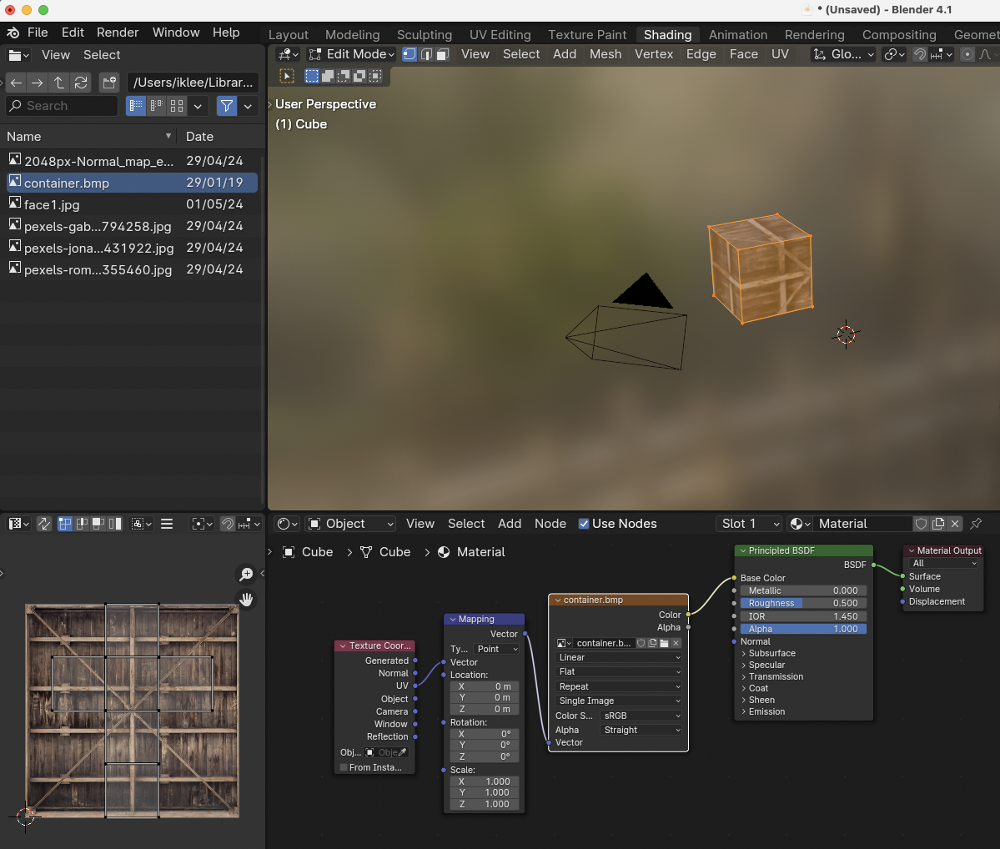 * (Unsaved) - Blender 4.1
File Edit Render Window Help
Layout Modeling Sculpting UV Editing Texture Paint Shading Animation Rendering Compositing Geomet
View Select
Edit Mode View Select Add Mesh Vertex Edge Face UV Glo...
/Users/iklee/Librar...
Search
User Perspective
(1) Cube
Name Date
2048px-Normal_map_e... 29/04/24
container.bmp 29/01/19
face1.jpg 01/05/24
pexels-gab...794258.jpg 29/04/24
pexels-jona...431922.jpg 29/04/24
pexels-rom...355460.jpg 29/04/24
Object View Select Add Node Use Nodes Slot 1 Material
Cube > Cube > Material
Texture Coor...
Generated
Normal
UV
Object
Camera
Window
Reflection
Obj... Obje
From Insta...
Mapping
Vector
Ty... Point
Vector
Location:
X 0 m
Y 0 m
Z 0 m
Rotation:
X 0°
Y 0°
Z 0°
Scale:
X 1.000
Y 1.000
Z 1.000
container.bmp
Color
Alpha
container.b...
Linear
Flat
Repeat
Single Image
Color S... sRGB
Alpha Straight
Vector
Principled BSDF
BSDF
Base Color
Metallic 0.000
Roughness 0.500
IOR 1.450
Alpha 1.000
Normal
Subsurface
Specular
Transmission
Coat
Sheen
Emission
Material Output
All
Surface
Volume
Displacement